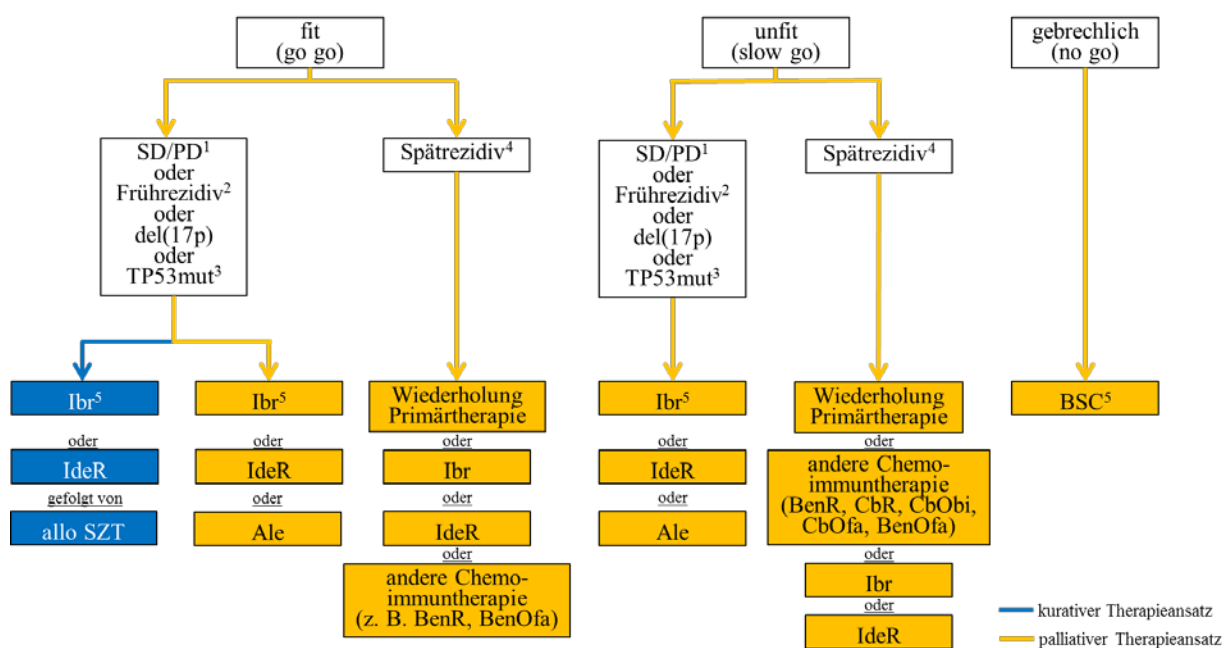 fit
(go go)
unfit
(slow go)
gebrechlich
(no go)
SD/PD1
oder
Frührezidiv2
oder
del(17p)
oder
TP53mut3
Spätrezidiv4
SD/PD1
oder
Frührezidiv2
oder
del(17p)
oder
TP53mut3
Spätrezidiv4
Ibr5
oder
IdeR
gefolgt von
allo SZT
Ibr5
oder
IdeR
oder
Ale
Wiederholung
Primärtherapie
oder
Ibr
oder
IdeR
oder
andere Chemo-
immuntherapie
(z. B. BenR, BenOfa)
Ibr5
oder
IdeR
oder
Ale
Wiederholung
Primärtherapie
oder
andere Chemo-
immuntherapie
(BenR, CbR, CbObi,
CbOfa, BenOfa)
oder
Ibr
oder
IdeR
BSC5
kurativer Therapieansatz
palliativer Therapieansatz